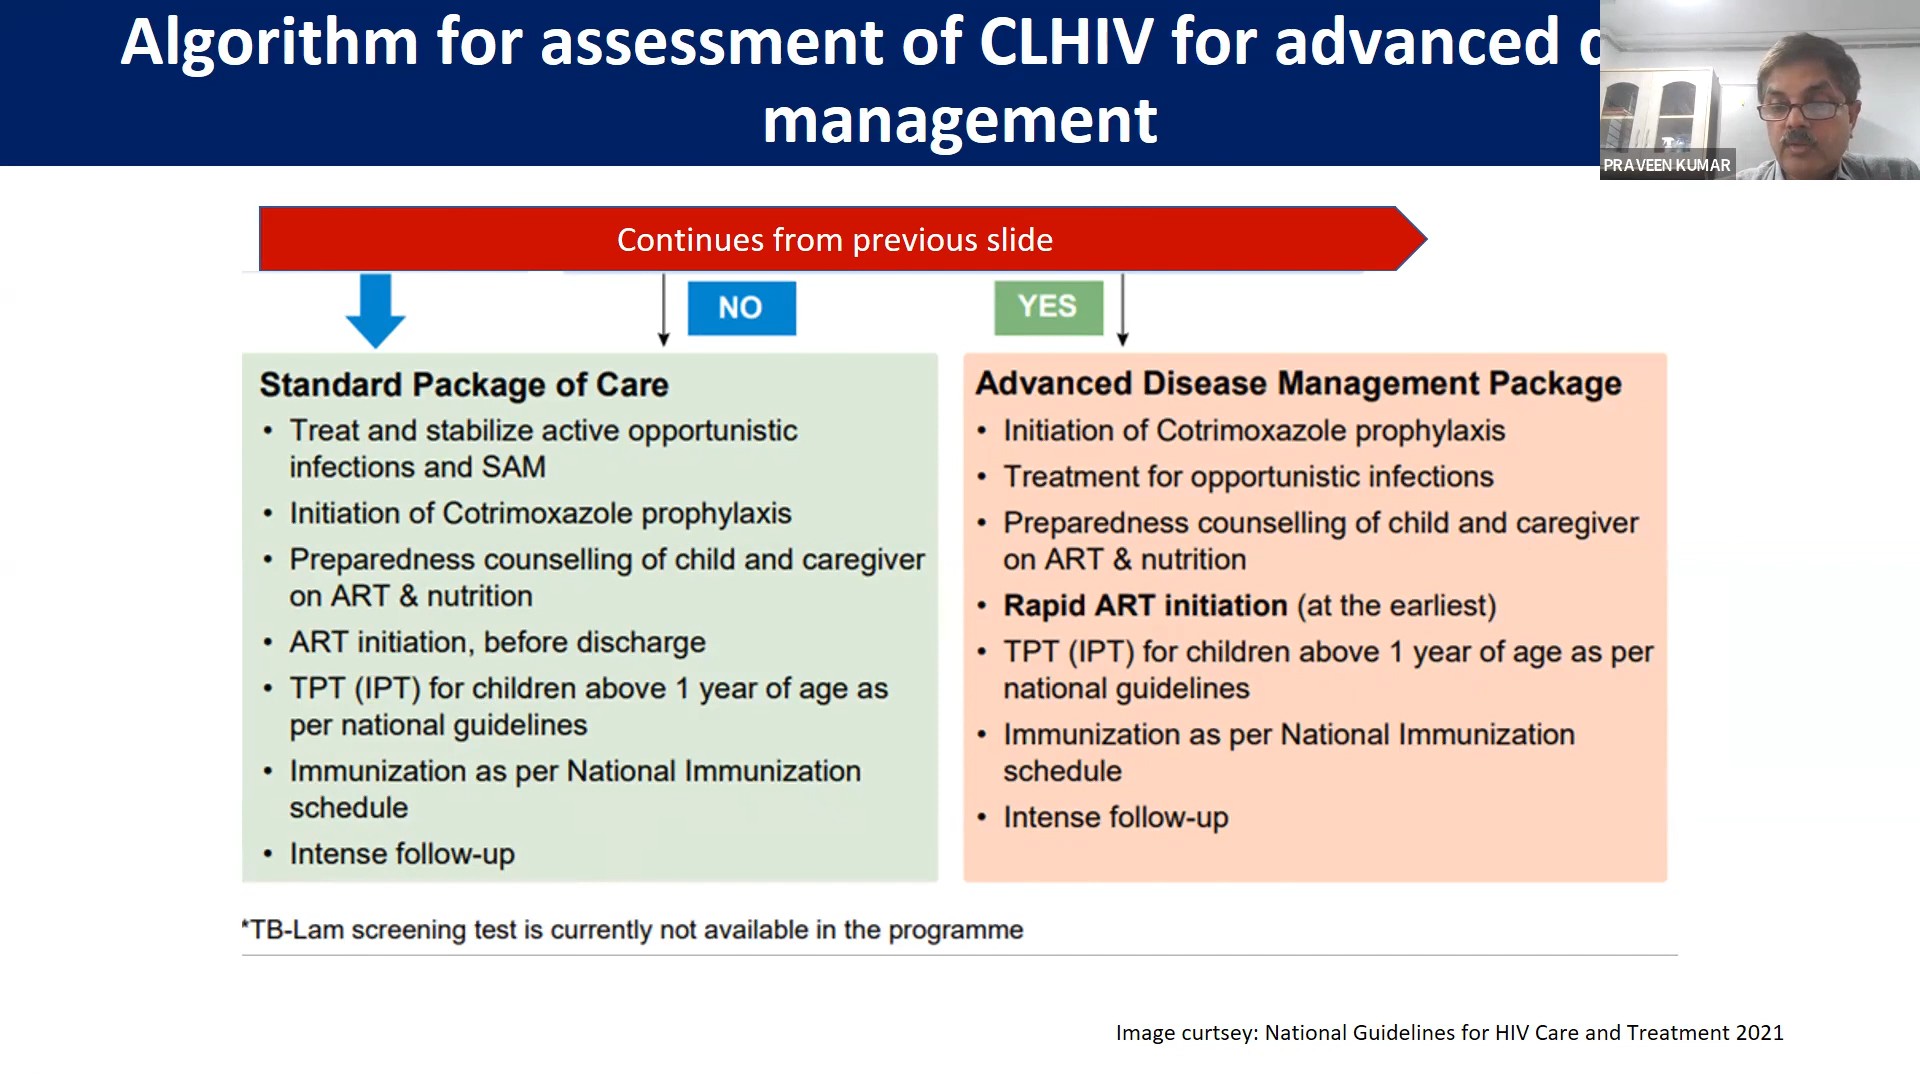 Algorithm for assessment of CLHIV for advanced
management
PRAVEEN KUMAR
Continues from previous slide
NO
YES
Standard Package of Care
• Treat and stabilize active opportunistic
infections and SAM
• Initiation of Cotrimoxazole prophylaxis
• Preparedness counselling of child and caregiver
on ART & nutrition
• ART initiation, before discharge
• TPT (IPT) for children above 1 year of age as
per national guidelines
• Immunization as per National Immunization
schedule
• Intense follow-up
Advanced Disease Management Package
• Initiation of Cotrimoxazole prophylaxis
• Treatment for opportunistic infections
• Preparedness counselling of child and caregiver
on ART & nutrition
• Rapid ART initiation (at the earliest)
• TPT (IPT) for children above 1 year of age as per
national guidelines
• Immunization as per National Immunization
schedule
• Intense follow-up
*TB-Lam screening test is currently not available in the programme
Image curtsey: National Guidelines for HIV Care and Treatment 2021